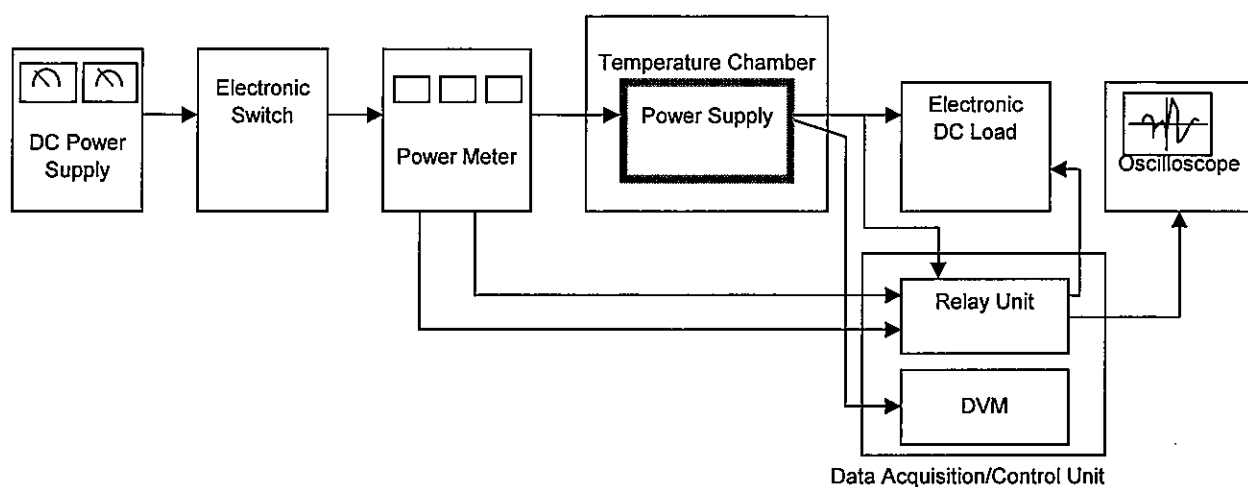 DC Power
Supply
Electronic
Switch
Power Meter
Temperature Chamber
Power Supply
Electronic
DC Load
Oscilloscope
Relay Unit
DVM
Data Acquisition/Control Unit